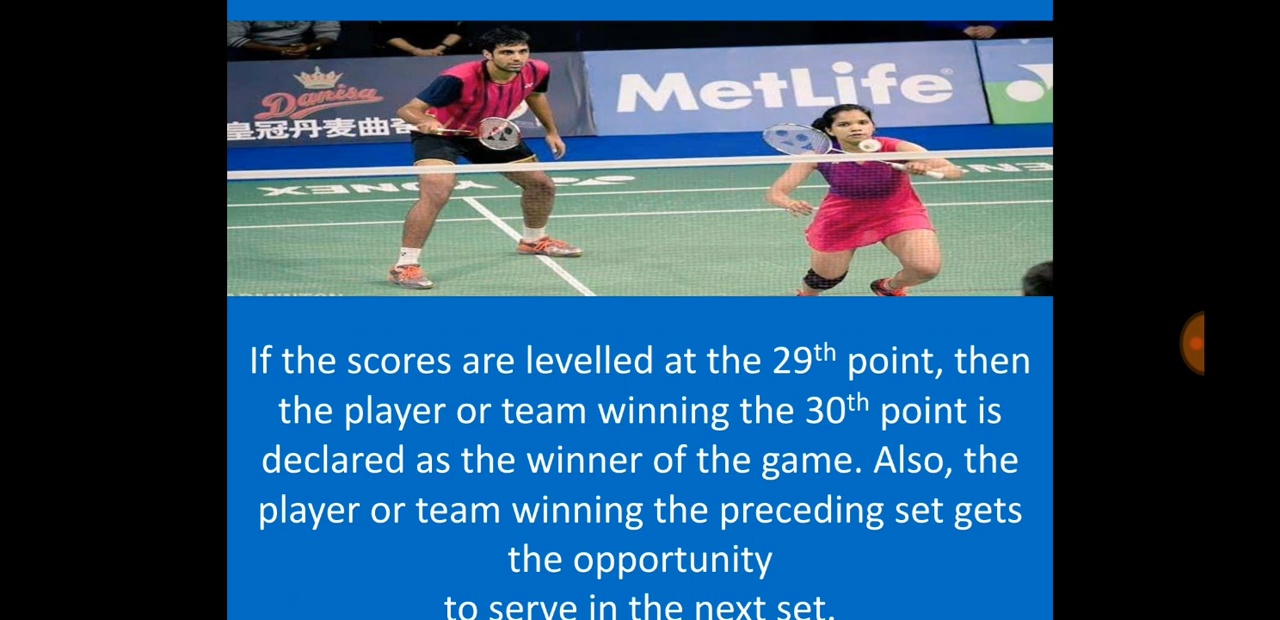 Danisa
皇冠丹麦曲奇
MetLife®
YONEX
If the scores are levelled at the 29th point, then
the player or team winning the 30th point is
declared as the winner of the game. Also, the
player or team winning the preceding set gets
the opportunity
to serve in the next set.